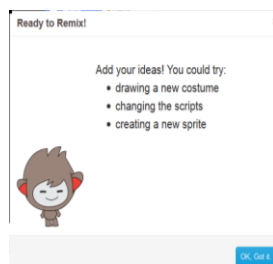 Ready to Remix!
Add your ideas! You could try:
• drawing a new costume
• changing the scripts
• creating a new sprite
OK, Got it